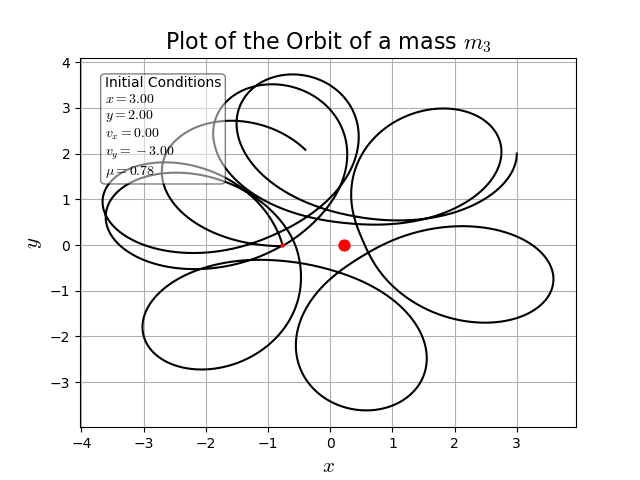 Plot of the Orbit of a mass m₃
Initial Conditions
x = 3.00
y = 2.00
vₓ = 0.00
v_y = −3.00
μ = 0.78
4
3
2
1
0
−1
−2
−3
y
−4 −3 −2 −1 0 1 2 3
x